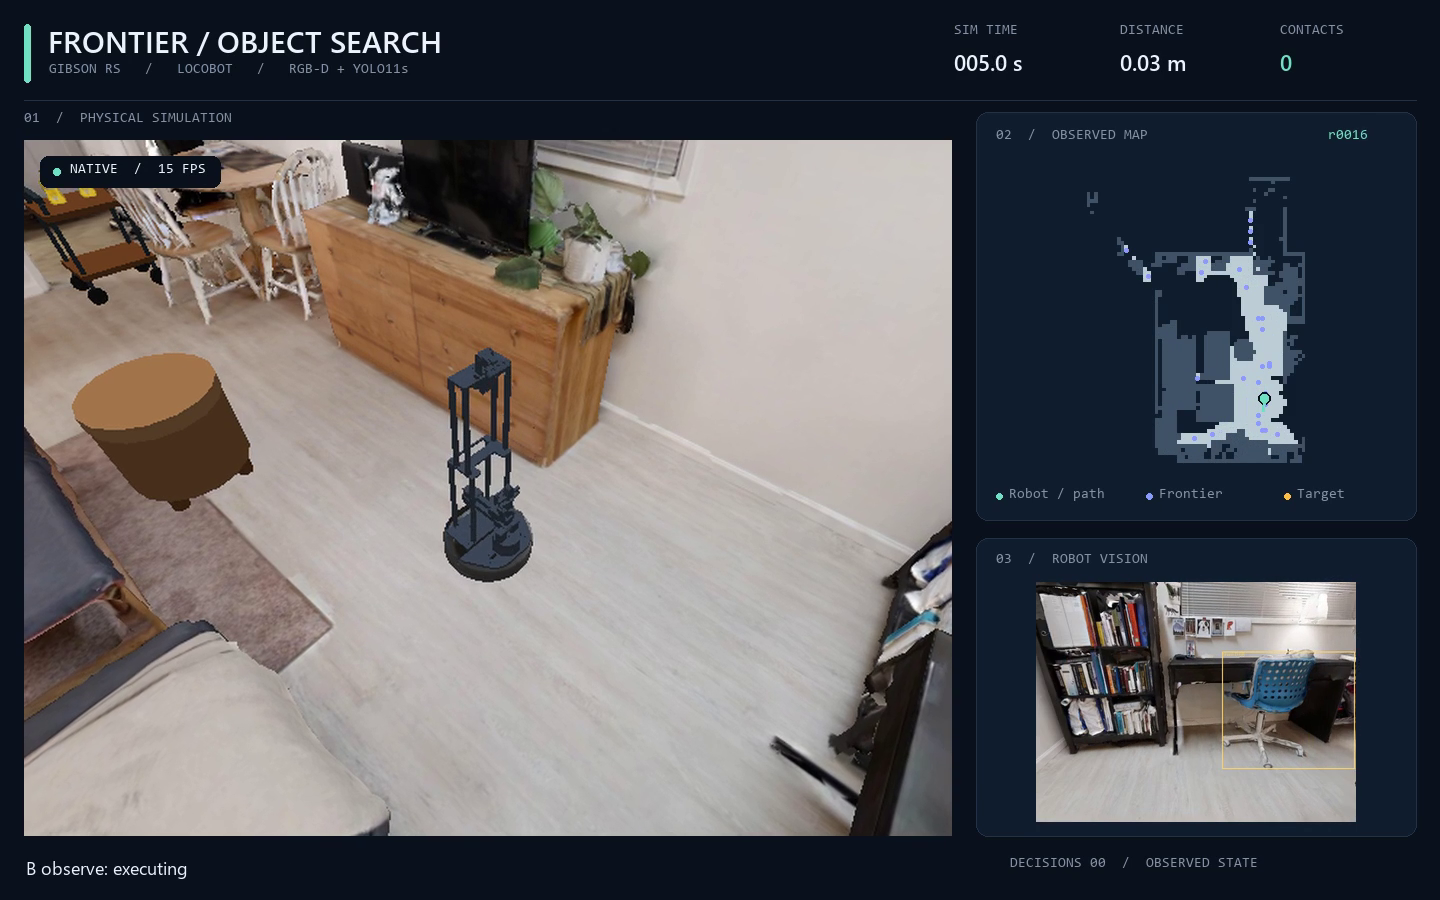 FRONTIER / OBJECT SEARCH
GIBSON RS / LOCOBOT / RGB-D + YOLO11s
SIM TIME
005.0 s
DISTANCE
0.03 m
CONTACTS
0
01 / PHYSICAL SIMULATION
NATIVE / 15 FPS
02 / OBSERVED MAP
r0016
Robot / path
Frontier
Target
03 / ROBOT VISION
B observe: executing
DECISIONS 00 / OBSERVED STATE